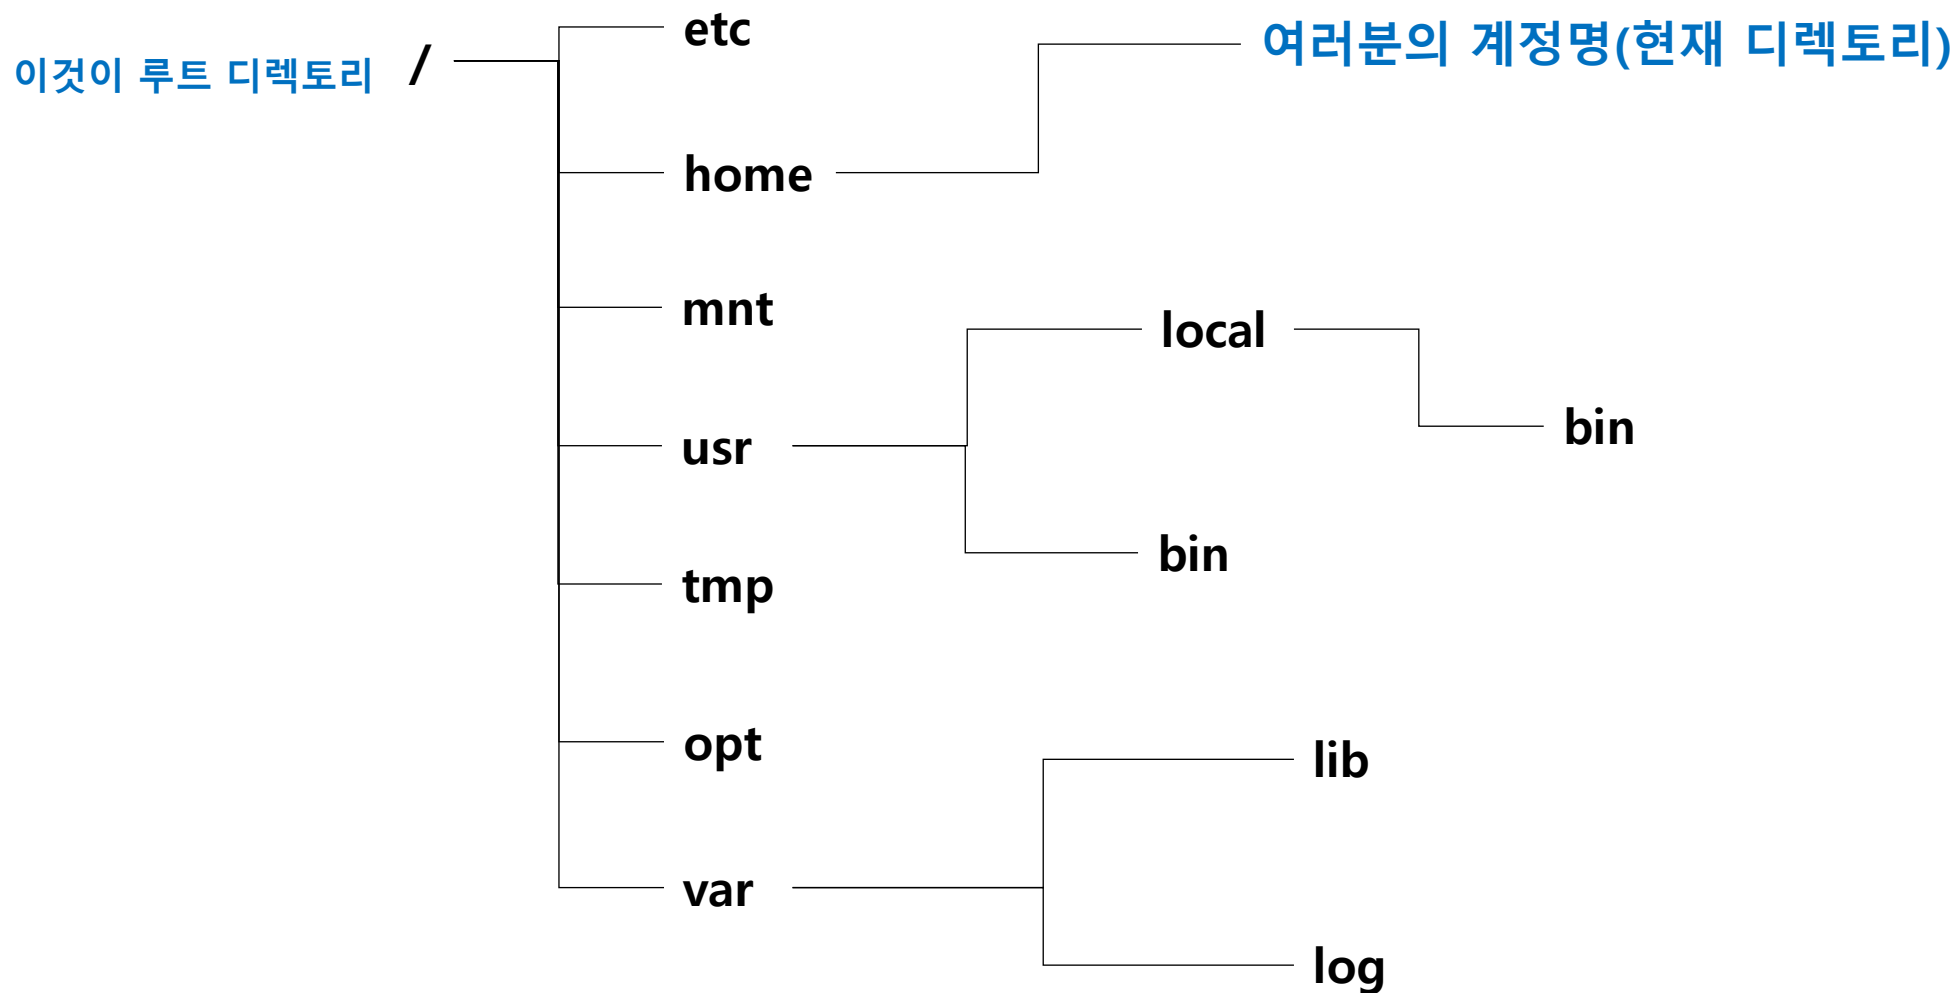 etc
여러분의 계정명(현재 디렉토리)
이것이 루트 디렉토리 /
home
mnt
local
usr
bin
bin
tmp
opt
lib
var
log